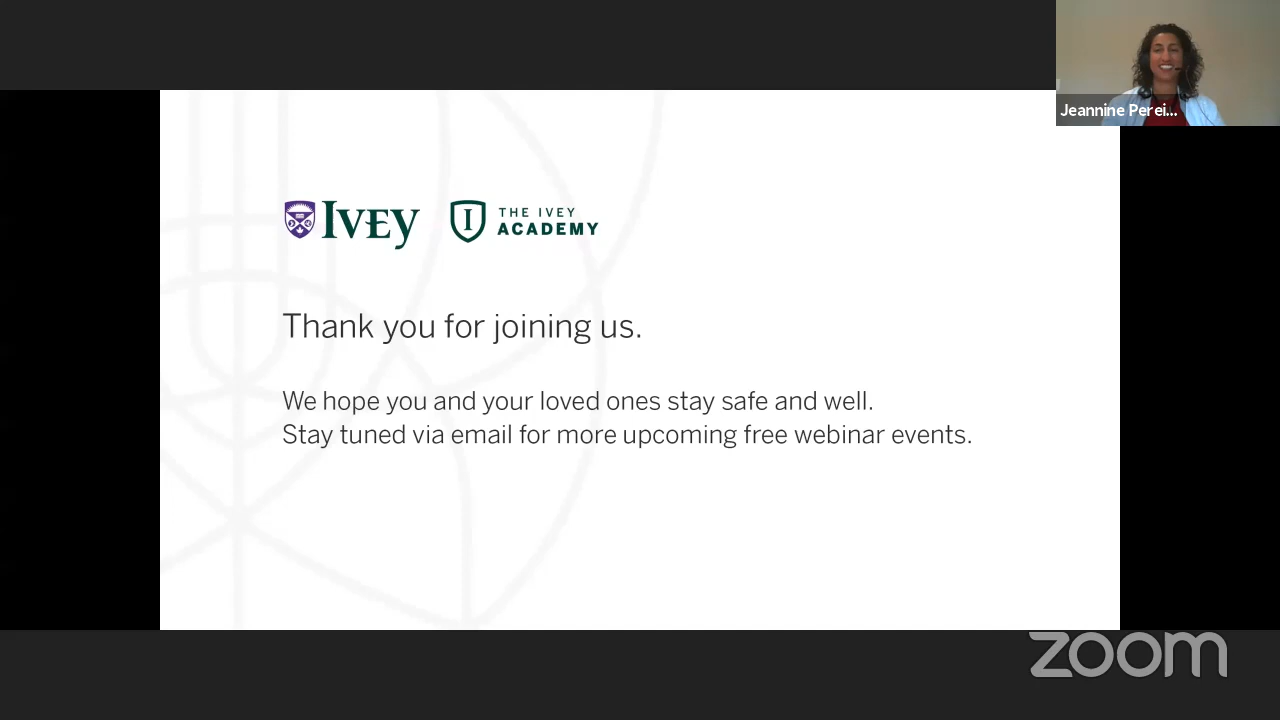 Jeannine Perei...
IVEY
THE IVEY
ACADEMY
Thank you for joining us.
We hope you and your loved ones stay safe and well.
Stay tuned via email for more upcoming free webinar events.
zoom